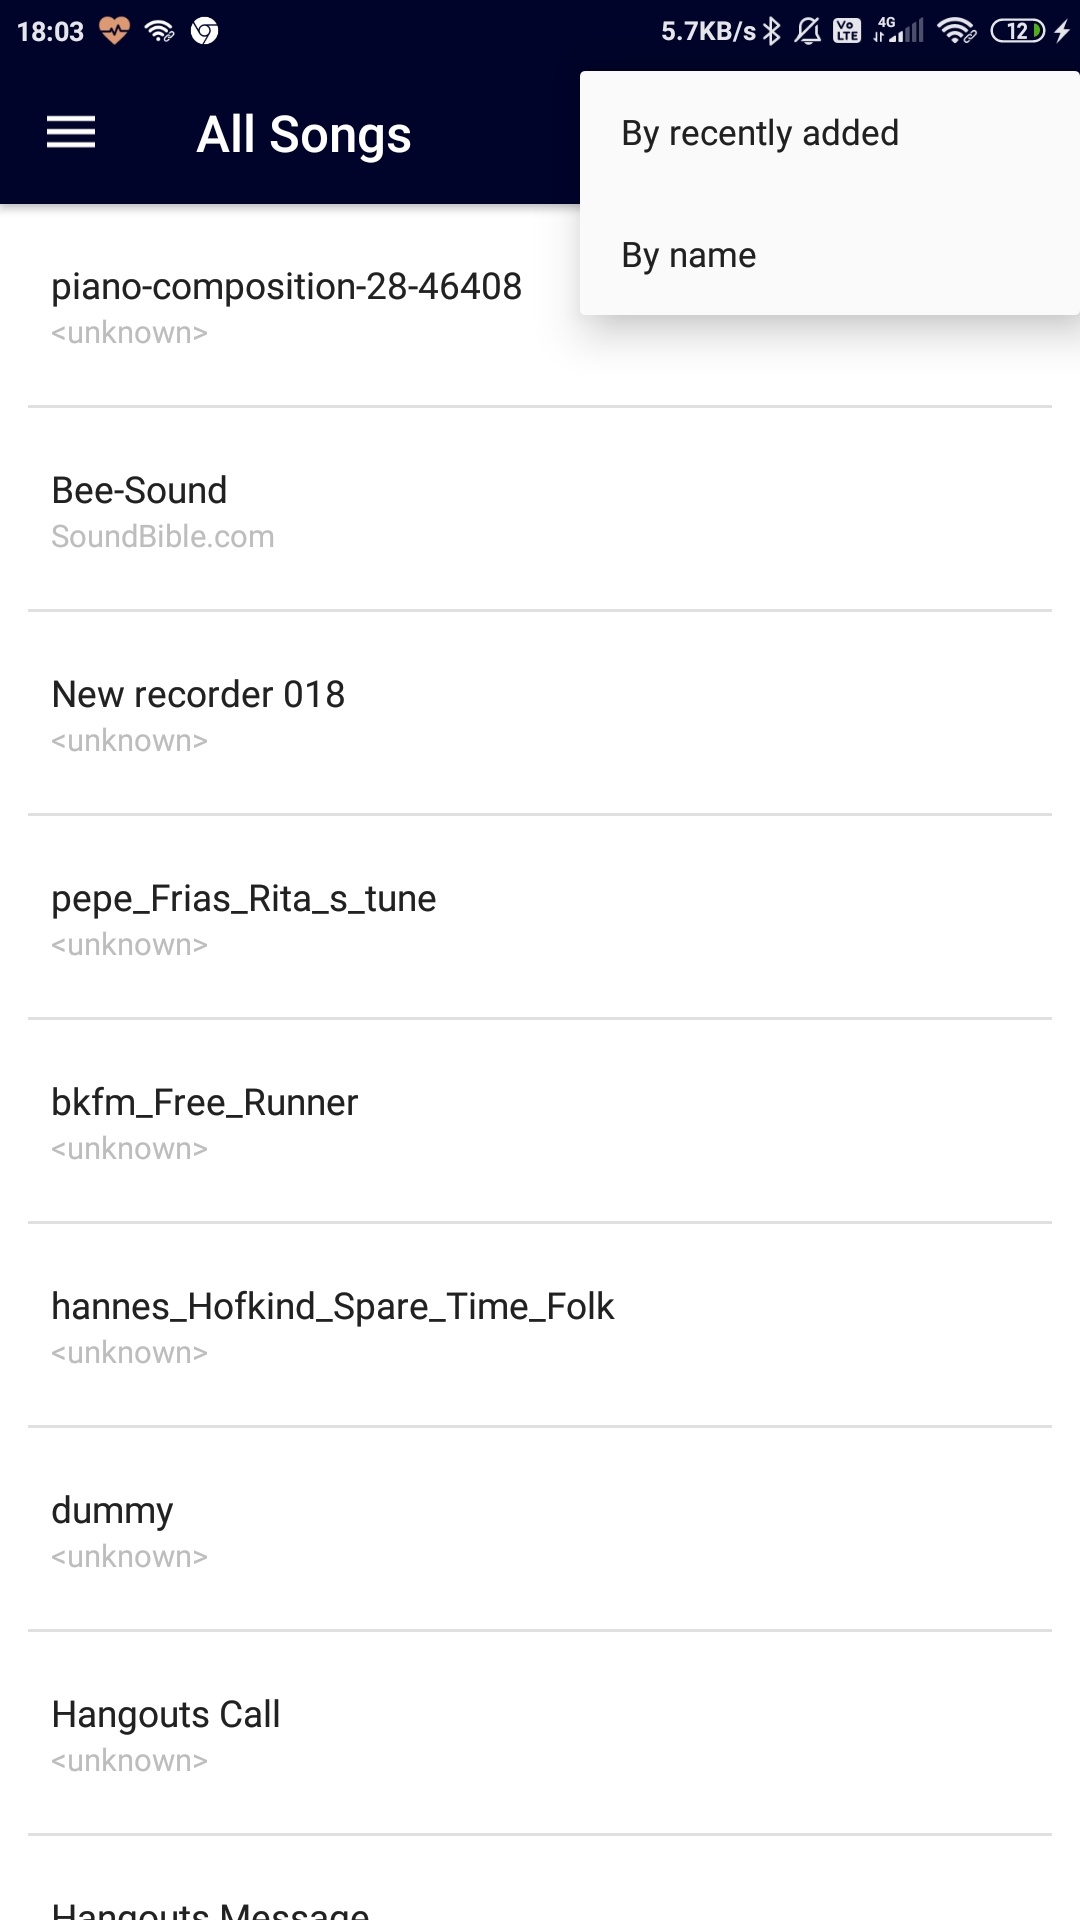 18:03 5.7KB/s Vo LTE 4G 12
All Songs
By recently added
By name
piano-composition-28-46408
<unknown>
Bee-Sound
SoundBible.com
New recorder 018
<unknown>
pepe_Frias_Rita_s_tune
<unknown>
bkfm_Free_Runner
<unknown>
hannes_Hofkind_Spare_Time_Folk
<unknown>
dummy
<unknown>
Hangouts Call
<unknown>
Hangouts Message